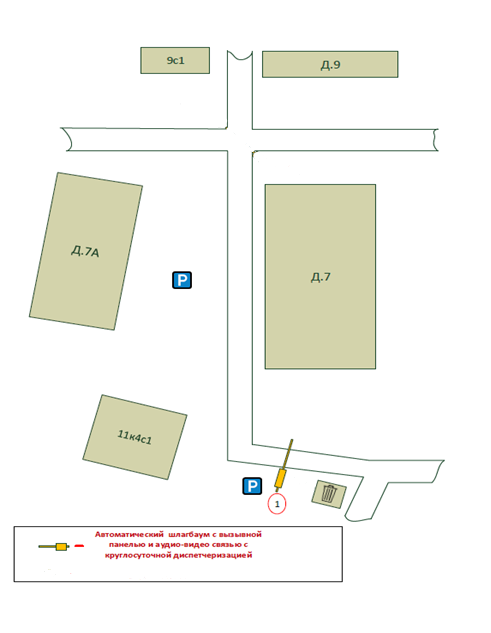 9с1
Д.9
Д.7А
P
Д.7
11к4с1
P
1
Автоматический шлагбаум с вызывной
панелью и аудио-видео связью с
круглосуточной диспетчеризацией